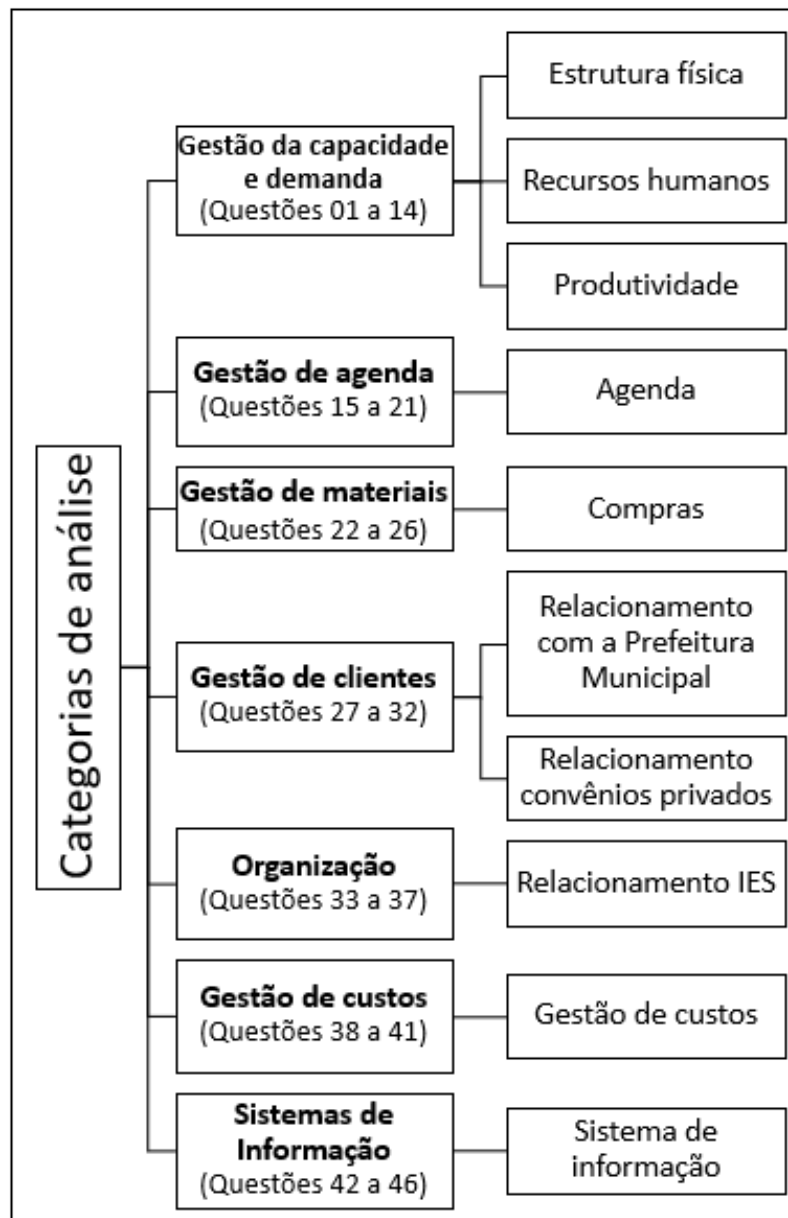 Categorias de análise
Gestão da capacidade
e demanda
(Questões 01 a 14)
Estrutura física
Recursos humanos
Produtividade
Gestão de agenda
(Questões 15 a 21)
Agenda
Gestão de materiais
(Questões 22 a 26)
Compras
Gestão de clientes
(Questões 27 a 32)
Relacionamento
com a Prefeitura
Municipal
Relacionamento
convênios privados
Organização
(Questões 33 a 37)
Relacionamento IES
Gestão de custos
(Questões 38 a 41)
Gestão de custos
Sistemas de
Informação
(Questões 42 a 46)
Sistema de
informação